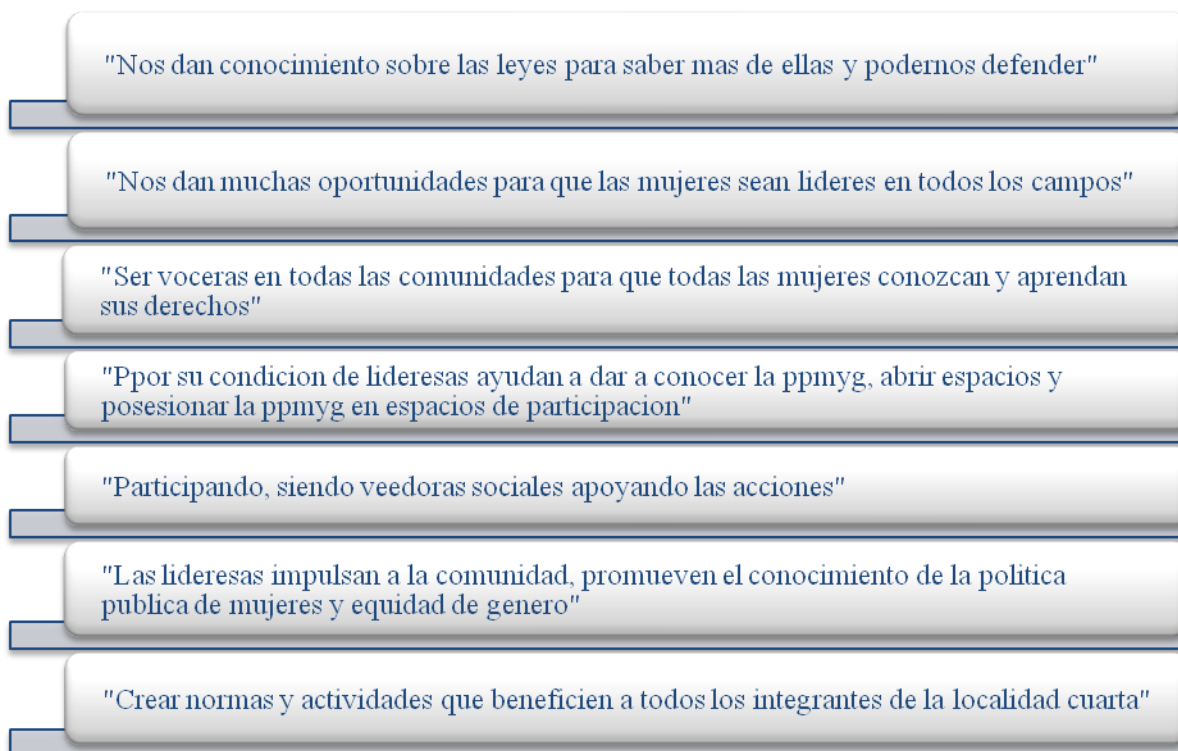 "Nos dan conocimiento sobre las leyes para saber mas de ellas y podernos defender"
"Nos dan muchas oportunidades para que las mujeres sean lideres en todos los campos"
"Ser voceras en todas las comunidades para que todas las mujeres conozcan y aprendan
sus derechos"
"Ppor su condicion de lideresas ayudan a dar a conocer la ppmyg, abrir espacios y
posesionar la ppmyg en espacios de participacion"
"Participando, siendo veedoras sociales apoyando las acciones"
"Las lideresas impulsan a la comunidad, promueven el conocimiento de la politica
publica de mujeres y equidad de genero"
"Crear normas y actividades que beneficien a todos los integrantes de la localidad cuarta"